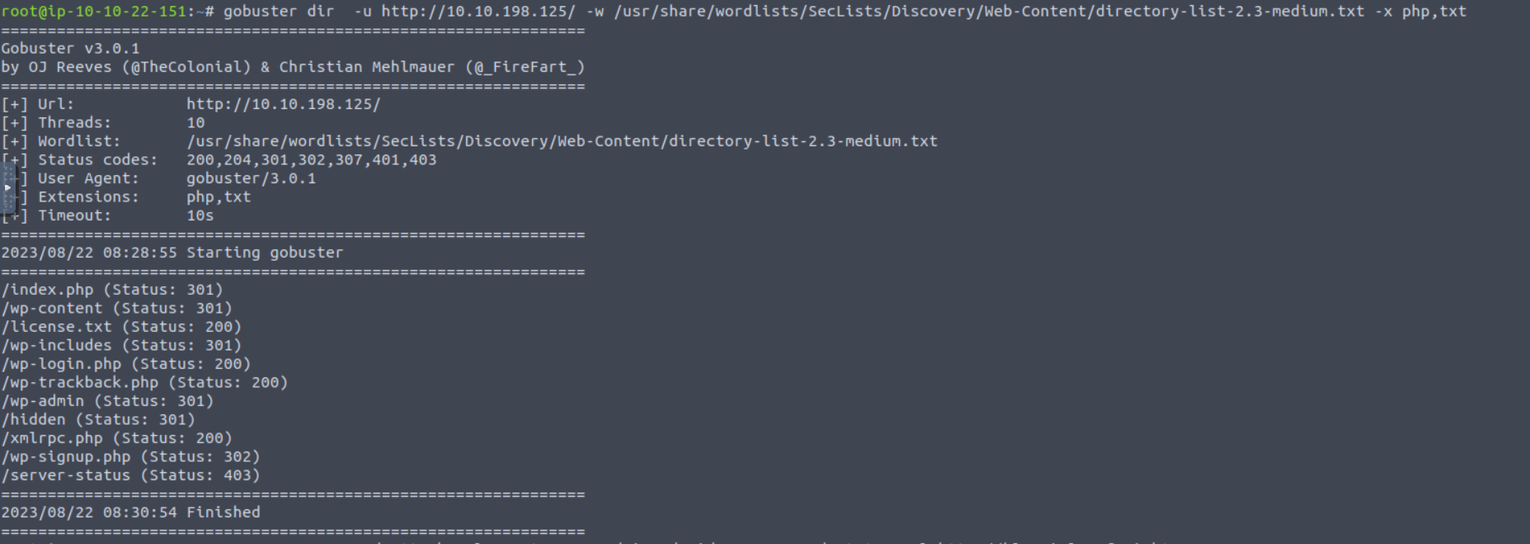 root@ip-10-10-22-151:~# gobuster dir  -u http://10.10.198.125/ -w /usr/share/wordlists/SecLists/Discovery/Web-Content/directory-list-2.3-medium.txt -x php,txt
===============================================================
Gobuster v3.0.1
by OJ Reeves (@TheColonial) & Christian Mehlmauer (@_FireFart_)
===============================================================
[+] Url:            http://10.10.198.125/
[+] Threads:        10
[+] Wordlist:       /usr/share/wordlists/SecLists/Discovery/Web-Content/directory-list-2.3-medium.txt
[+] Status codes:   200,204,301,302,307,401,403
[+] User Agent:     gobuster/3.0.1
[+] Extensions:     php,txt
[+] Timeout:        10s
===============================================================
2023/08/22 08:28:55 Starting gobuster
===============================================================
/index.php (Status: 301)
/wp-content (Status: 301)
/license.txt (Status: 200)
/wp-includes (Status: 301)
/wp-login.php (Status: 200)
/wp-trackback.php (Status: 200)
/wp-admin (Status: 301)
/hidden (Status: 301)
/xmlrpc.php (Status: 200)
/wp-signup.php (Status: 302)
/server-status (Status: 403)
===============================================================
2023/08/22 08:30:54 Finished
===============================================================